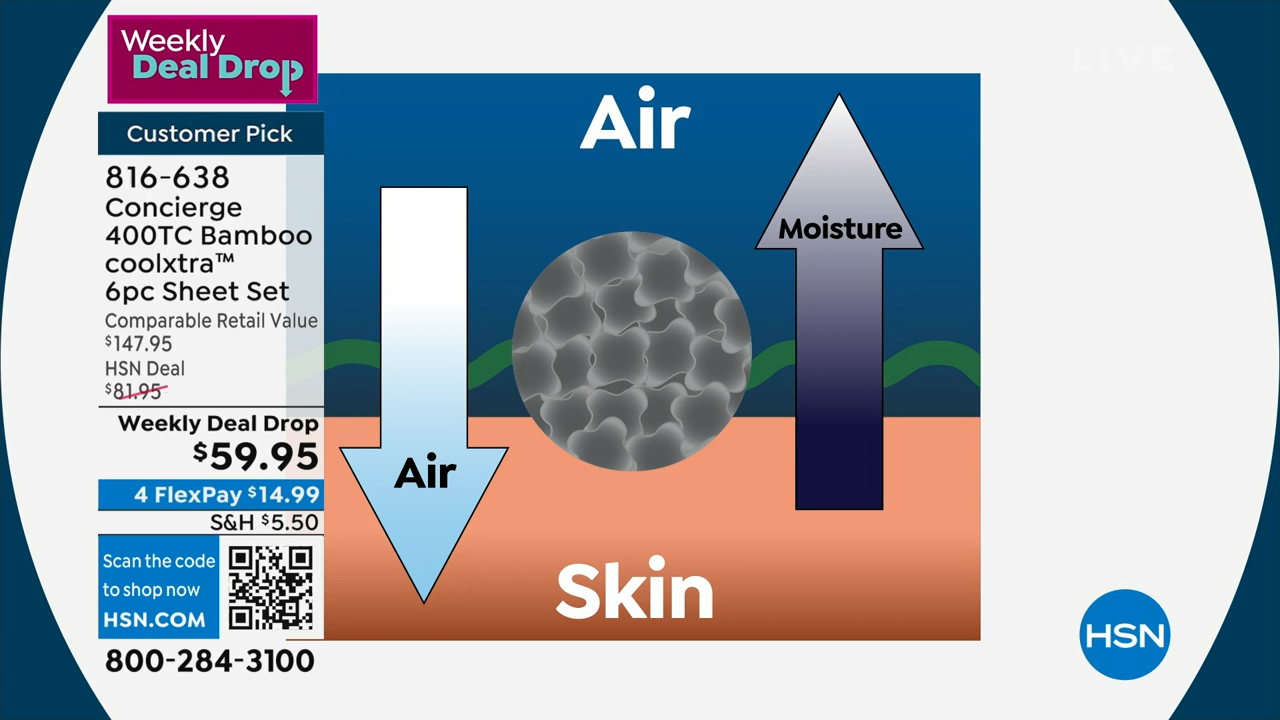 Weekly
Deal Drop
Customer Pick
816-638
Concierge
400TC Bamboo
coolxtra™
6pc Sheet Set
Comparable Retail Value
$147.95
HSN Deal
$81.95
Weekly Deal Drop
$59.95
4 FlexPay $14.99
S&H $5.50
Scan the code
to shop now
HSN.COM
800-284-3100
Air
Moisture
Air
Skin
LIVE
HSN